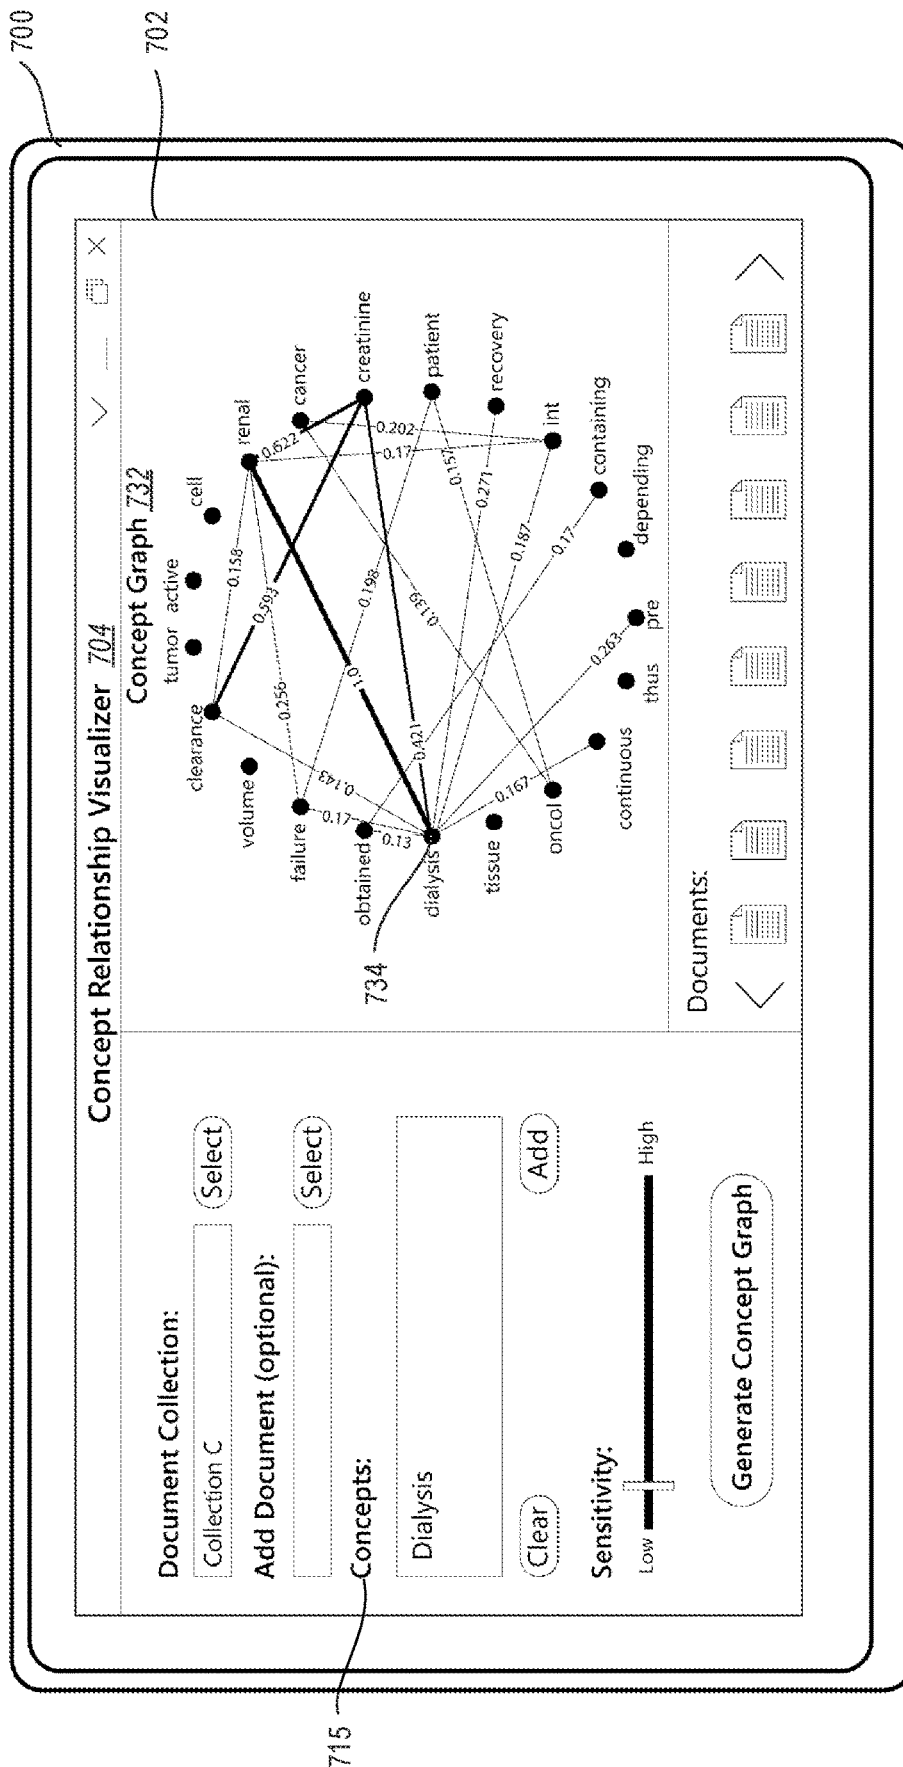 700
702
Concept Relationship Visualizer 704
Document Collection:
Collection C
Select
Add Document (optional):
Select
Concepts:
715
Dialysis
Clear
Add
Sensitivity:
Low
High
Generate Concept Graph
Concept Graph 732
tumor
active
cell
clearance
renal
volume
cancer
failure
creatinine
obtained
patient
dialysis
734
recovery
tissue
int
oncol
containing
continuous
depending
thus
pre
0.158
0.622
0.593
0.256
0.202
0.17
1.0
0.198
0.143
0.157
0.17
0.271
0.139
0.13
0.421
0.187
0.17
0.263
0.167
Documents: